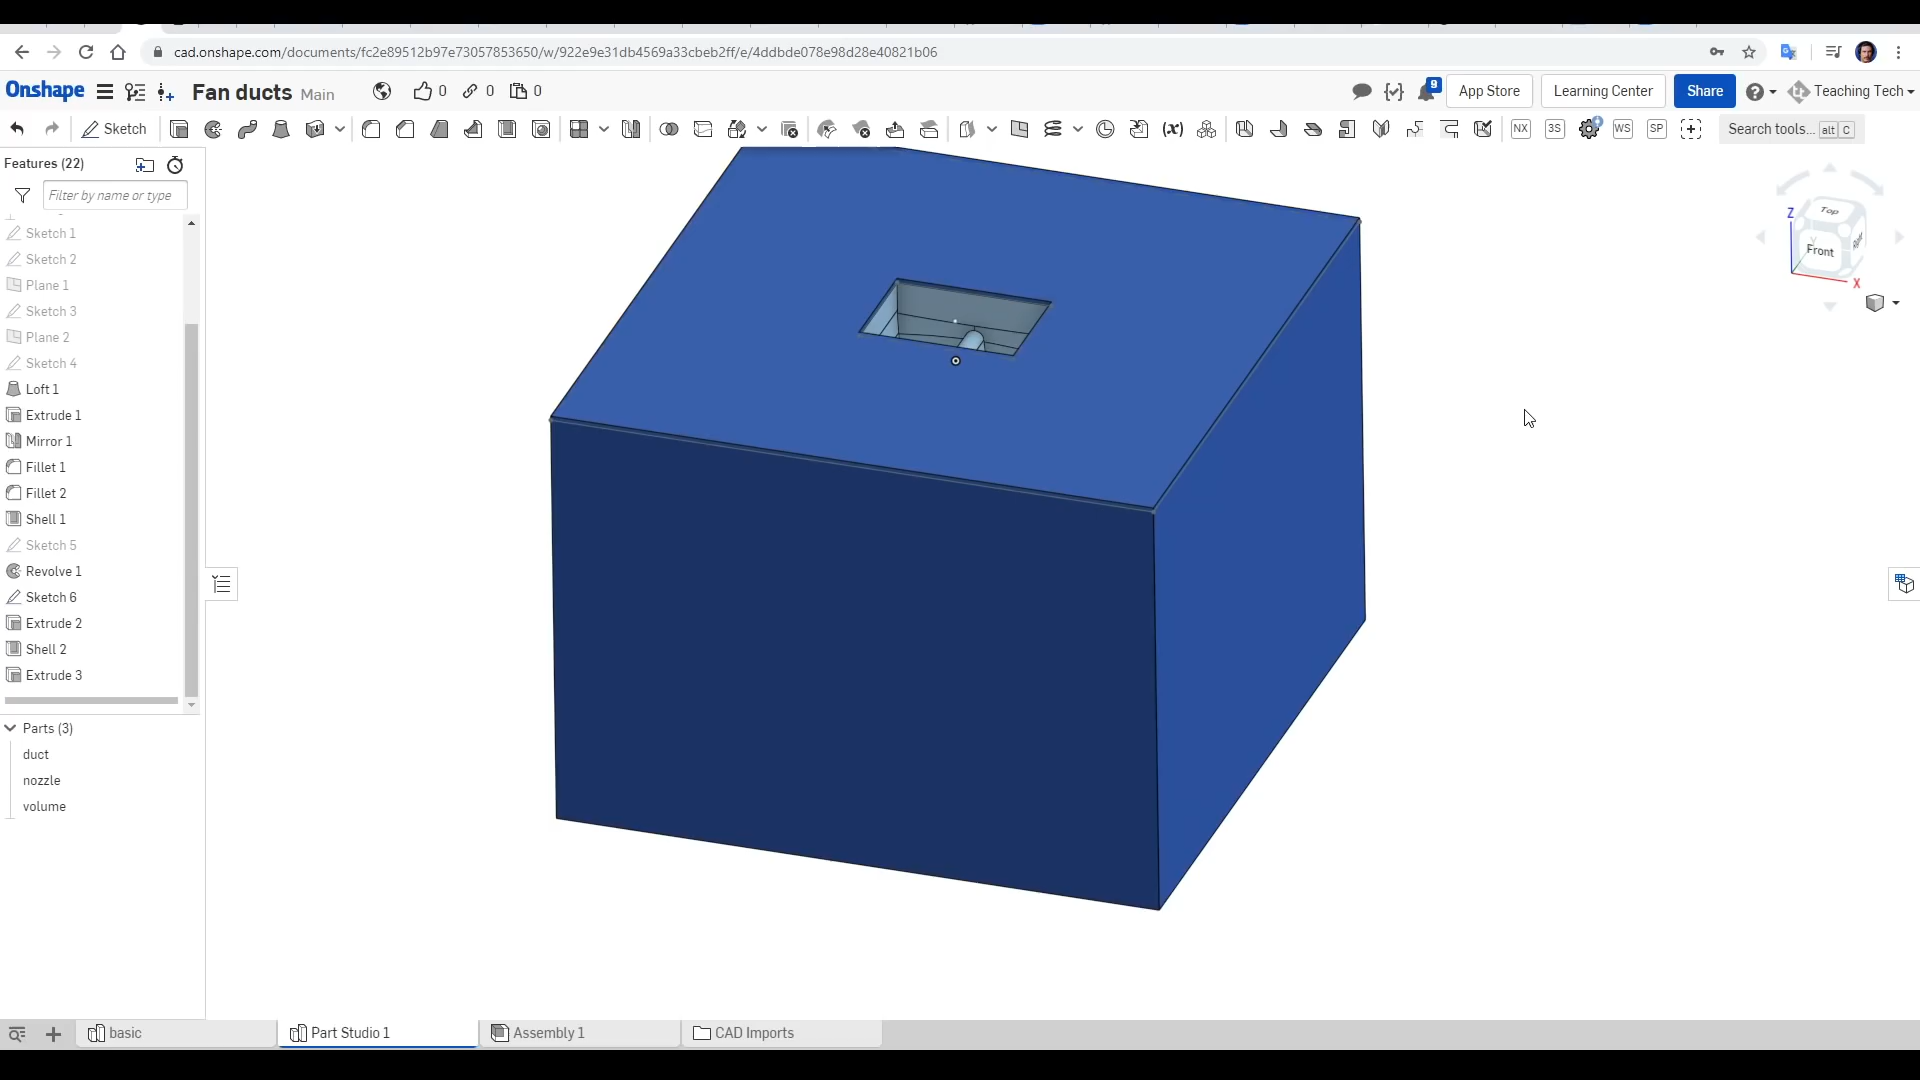 cad.onshape.com/documents/fc2e89512b97e73057853650/w/922e9e31db4569a33cbeb2ff/e/4ddbde078e98d28e40821b06
Onshape
Fan ducts Main
0
0
0
9
App Store
Learning Center
Share
Teaching Tech
Sketch
(x)
NX
3S
WS
SP
Search tools... alt C
Features (22)
Filter by name or type
Sketch 1
Sketch 2
Plane 1
Sketch 3
Plane 2
Sketch 4
Loft 1
Extrude 1
Mirror 1
Fillet 1
Fillet 2
Shell 1
Sketch 5
Revolve 1
Sketch 6
Extrude 2
Shell 2
Extrude 3
Parts (3)
duct
nozzle
volume
Z
Top
Front
Right
Y
X
basic
Part Studio 1
Assembly 1
CAD Imports